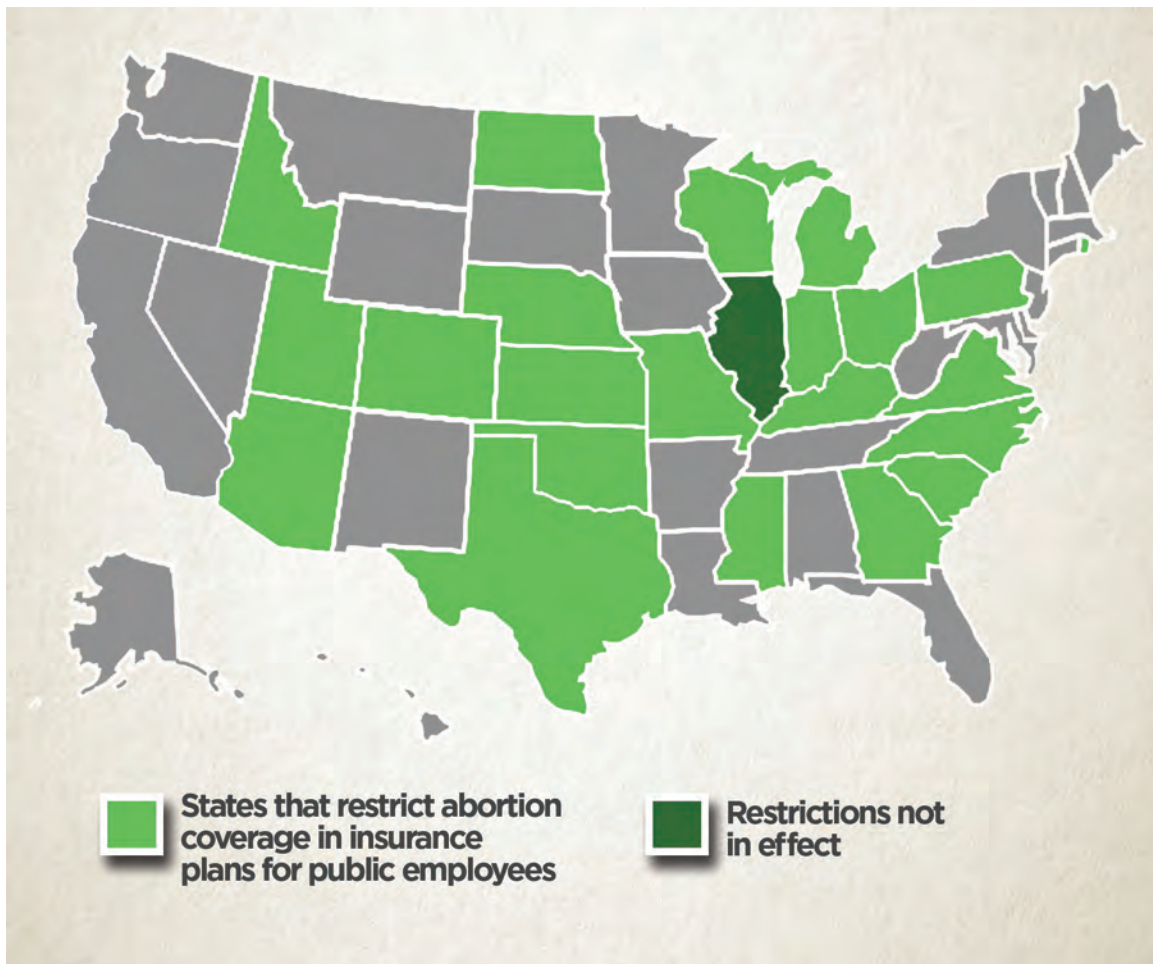 States that restrict abortion
coverage in insurance
plans for public employees
Restrictions not
in effect